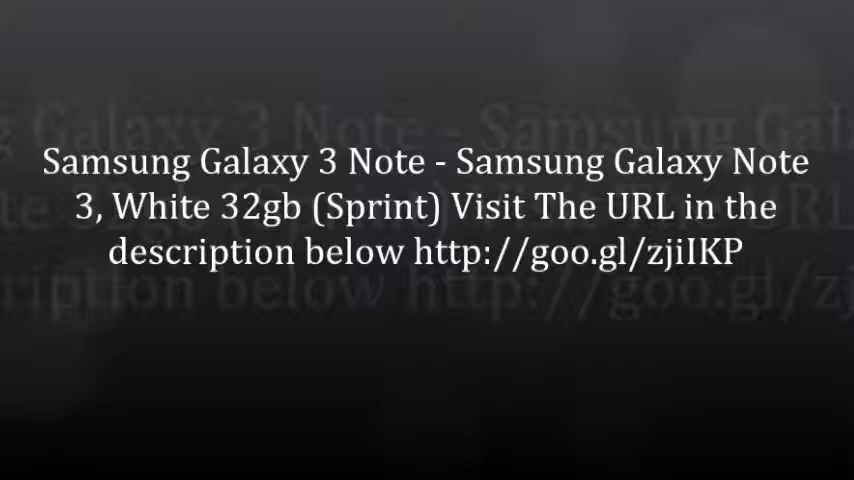 Samsung Galaxy 3 Note - Samsung Galaxy Note
3, White 32gb (Sprint) Visit The URL in the
description below http://goo.gl/zjiIKP